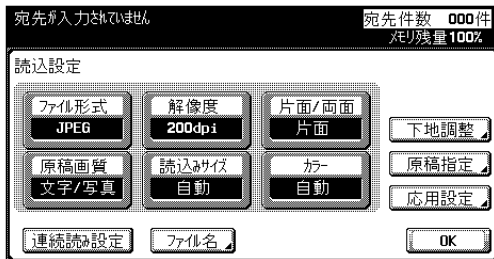 宛先が入力されていません
宛先件数 000件
メモリ残量100%
読込設定
ファイル形式
JPEG
解像度
200dpi
片面/両面
片面
下地調整
原稿画質
文字/写真
読込みサイズ
自動
カラー
自動
原稿指定
応用設定
連続読み設定
ファイル名
OK